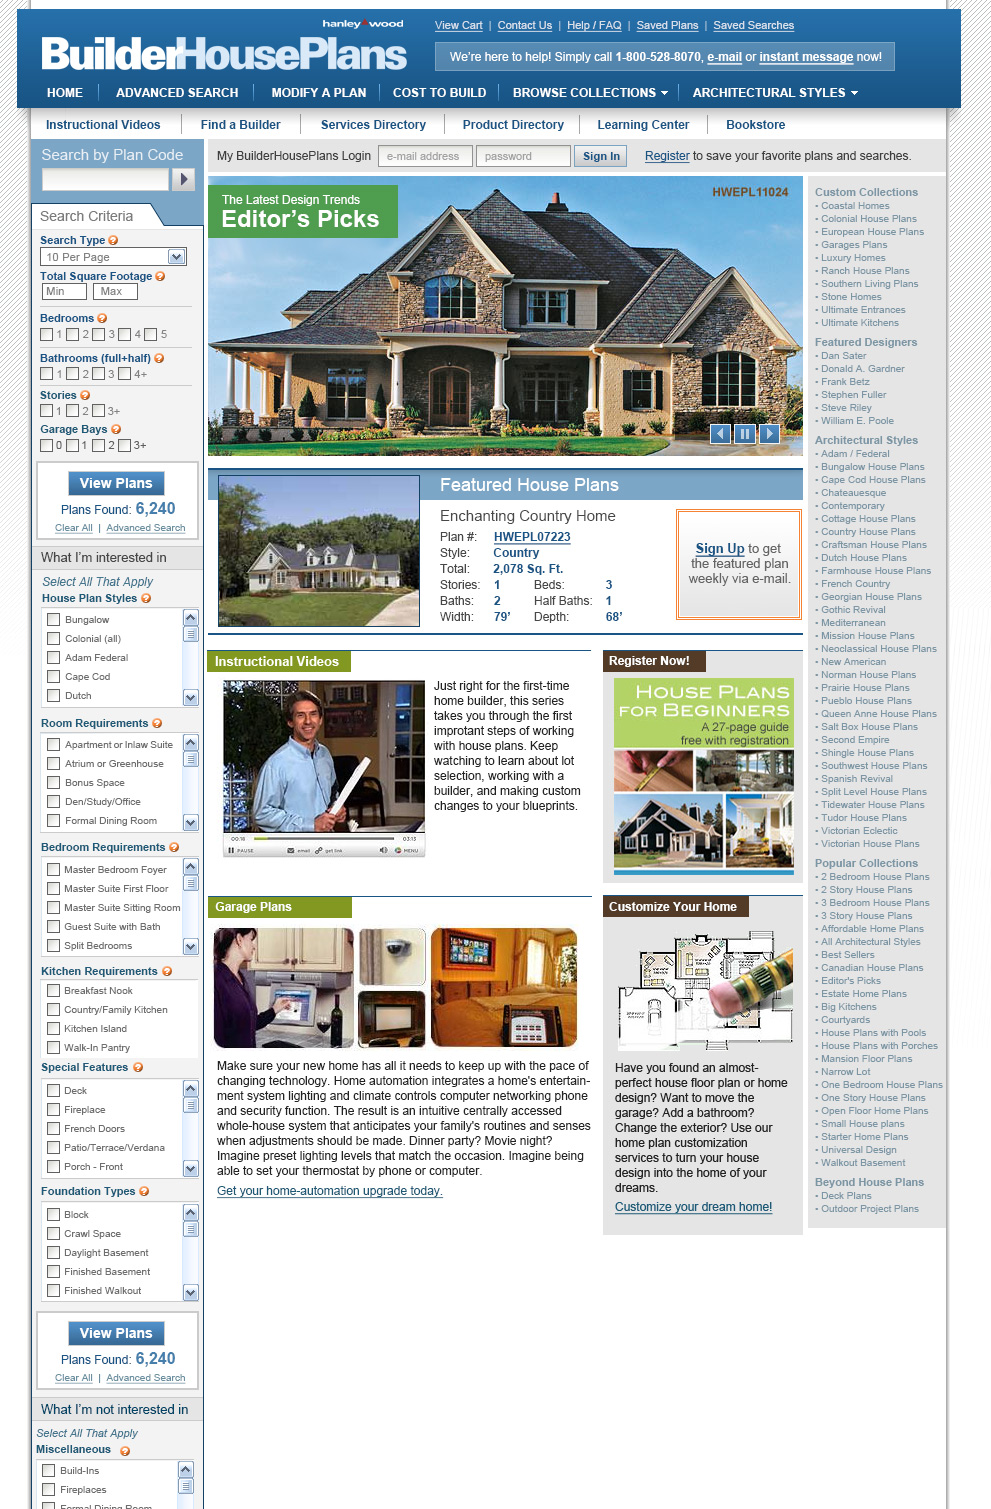 hanley wood
BuilderHousePlans
View Cart | Contact Us | Help / FAQ | Saved Plans | Saved Searches
We're here to help! Simply call 1-800-528-8070, e-mail or instant message now!
HOME
ADVANCED SEARCH
MODIFY A PLAN
COST TO BUILD
BROWSE COLLECTIONS
ARCHITECTURAL STYLES
Instructional Videos
Find a Builder
Services Directory
Product Directory
Learning Center
Bookstore
Search by Plan Code
My BuilderHousePlans Login
e-mail address
password
Sign In
Register to save your favorite plans and searches.
Search Criteria
Search Type ?
10 Per Page
Total Square Footage ?
Min
Max
Bedrooms ?
1 2 3 4 5
Bathrooms (full+half) ?
1 2 3 4+
Stories ?
1 2 3+
Garage Bays ?
0 1 2 3+
View Plans
Plans Found: 6,240
Clear All | Advanced Search
What I'm interested in
Select All That Apply
House Plan Styles ?
Bungalow
Colonial (all)
Adam Federal
Cape Cod
Dutch
Room Requirements ?
Apartment or Inlaw Suite
Atrium or Greenhouse
Bonus Space
Den/Study/Office
Formal Dining Room
Bedroom Requirements ?
Master Bedroom Foyer
Master Suite First Floor
Master Suite Sitting Room
Guest Suite with Bath
Split Bedrooms
Kitchen Requirements ?
Breakfast Nook
Country/Family Kitchen
Kitchen Island
Walk-In Pantry
Special Features ?
Deck
Fireplace
French Doors
Patio/Terrace/Verdana
Porch - Front
Foundation Types ?
Block
Crawl Space
Daylight Basement
Finished Basement
Finished Walkout
View Plans
Plans Found: 6,240
Clear All | Advanced Search
What I'm not interested in
Select All That Apply
Miscellaneous ?
Build-Ins
Fireplaces
Formal Dining Room
The Latest Design Trends
Editor's Picks
HWEPL11024
Featured House Plans
Enchanting Country Home
Plan #: HWEPL07223
Style: Country
Total: 2,078 Sq. Ft.
Stories: 1 Beds: 3
Baths: 2 Half Baths: 1
Width: 79' Depth: 68'
Sign Up to get
the featured plan
weekly via e-mail.
Instructional Videos
00:16
03:13
PAUSE
email
get link
MENU
Just right for the first-time
home builder, this series
takes you through the first
improtant steps of working
with house plans. Keep
watching to learn about lot
selection, working with a
builder, and making custom
changes to your blueprints.
Register Now!
HOUSE PLANS
FOR BEGINNERS
A 27-page guide
free with registration
Garage Plans
Make sure your new home has all it needs to keep up with the pace of
changing technology. Home automation integrates a home's entertain-
ment system lighting and climate controls computer networking phone
and security function. The result is an intuitive centrally accessed
whole-house system that anticipates your family's routines and senses
when adjustments should be made. Dinner party? Movie night?
Imagine preset lighting levels that match the occasion. Imagine being
able to set your thermostat by phone or computer.
Get your home-automation upgrade today.
Customize Your Home
Have you found an almost-
perfect house floor plan or home
design? Want to move the
garage? Add a bathroom?
Change the exterior? Use our
home plan customization
services to turn your house
design into the home of your
dreams.
Customize your dream home!
Custom Collections
• Coastal Homes
• Colonial House Plans
• European House Plans
• Garages Plans
• Luxury Homes
• Ranch House Plans
• Southern Living Plans
• Stone Homes
• Ultimate Entrances
• Ultimate Kitchens
Featured Designers
• Dan Sater
• Donald A. Gardner
• Frank Betz
• Stephen Fuller
• Steve Riley
• William E. Poole
Architectural Styles
• Adam / Federal
• Bungalow House Plans
• Cape Cod House Plans
• Chateauesque
• Contemporary
• Cottage House Plans
• Country House Plans
• Craftsman House Plans
• Dutch House Plans
• Farmhouse House Plans
• French Country
• Georgian House Plans
• Gothic Revival
• Mediterranean
• Mission House Plans
• Neoclassical House Plans
• New American
• Norman House Plans
• Prairie House Plans
• Pueblo House Plans
• Queen Anne House Plans
• Salt Box House Plans
• Second Empire
• Shingle House Plans
• Southwest House Plans
• Spanish Revival
• Split Level House Plans
• Tidewater House Plans
• Tudor House Plans
• Victorian Eclectic
• Victorian House Plans
Popular Collections
• 2 Bedroom House Plans
• 2 Story House Plans
• 3 Bedroom House Plans
• 3 Story House Plans
• Affordable Home Plans
• All Architectural Styles
• Best Sellers
• Canadian House Plans
• Editor's Picks
• Estate Home Plans
• Big Kitchens
• Courtyards
• House Plans with Pools
• House Plans with Porches
• Mansion Floor Plans
• Narrow Lot
• One Bedroom House Plans
• One Story House Plans
• Open Floor Home Plans
• Small House plans
• Starter Home Plans
• Universal Design
• Walkout Basement
Beyond House Plans
• Deck Plans
• Outdoor Project Plans